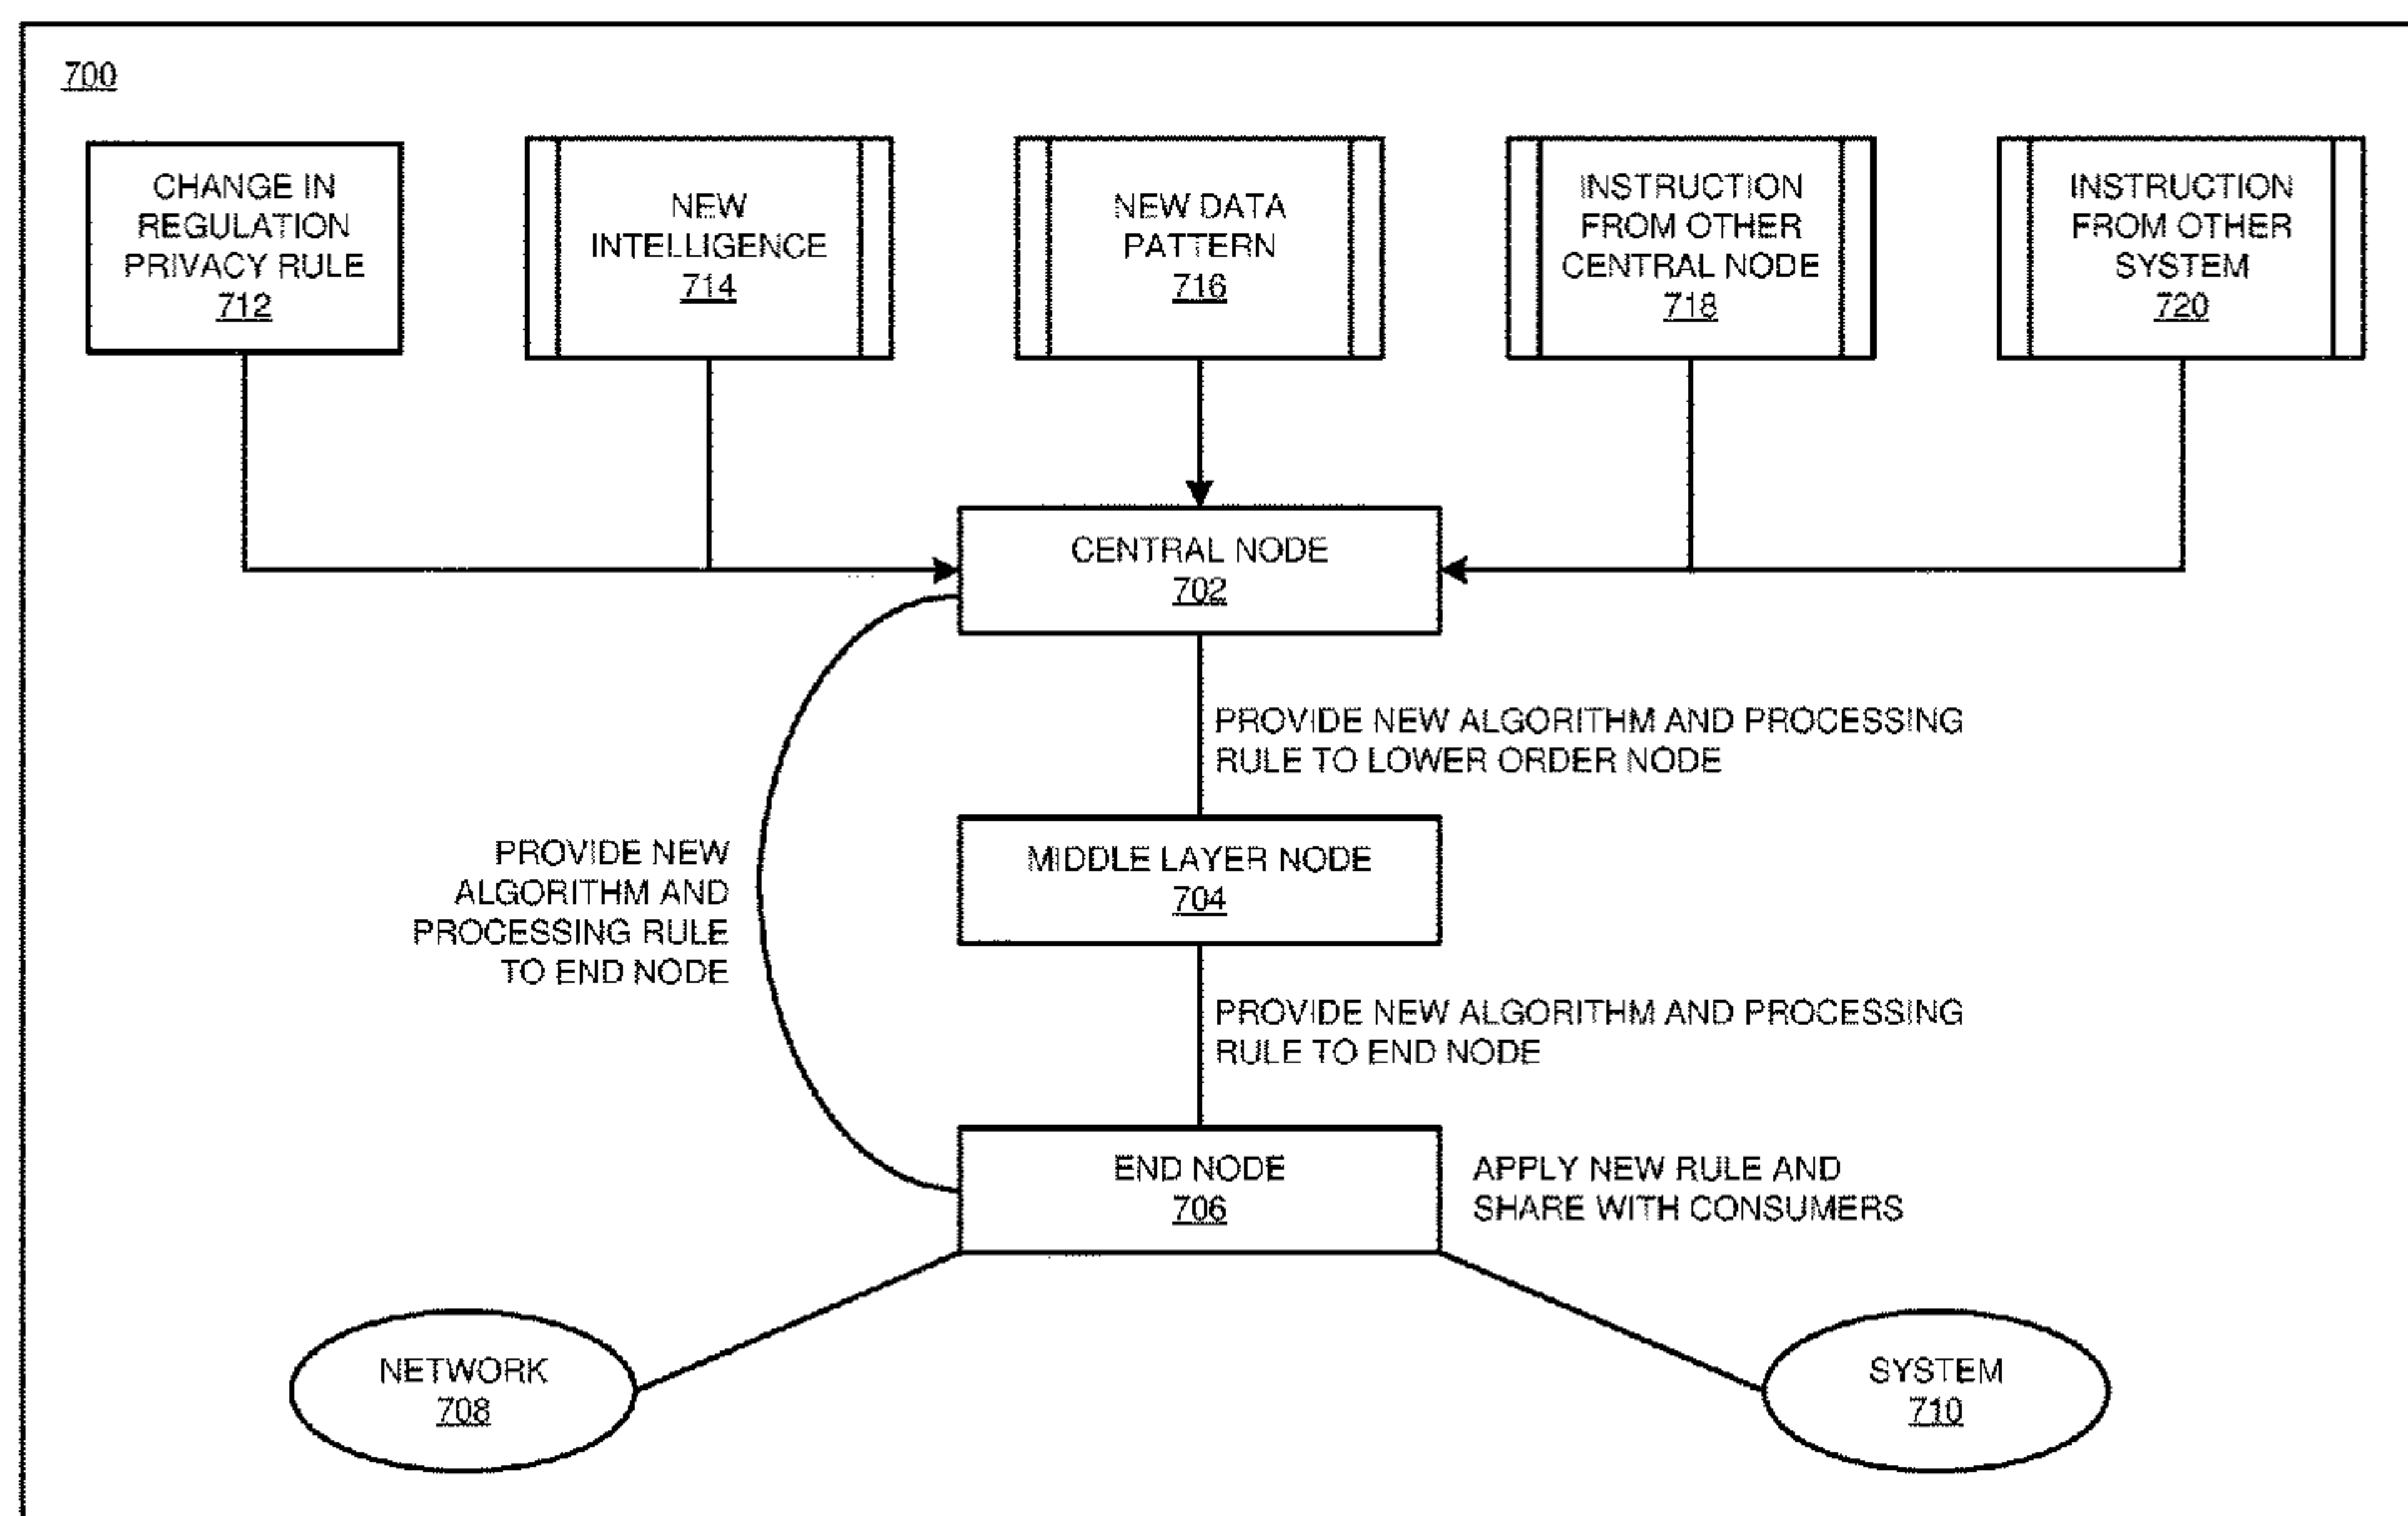 700
CHANGE IN
REGULATION
PRIVACY RULE
712
NEW
INTELLIGENCE
714
NEW DATA
PATTERN
716
INSTRUCTION
FROM OTHER
CENTRAL NODE
718
INSTRUCTION
FROM OTHER
SYSTEM
720
CENTRAL NODE
702
PROVIDE NEW ALGORITHM AND PROCESSING
RULE TO LOWER ORDER NODE
PROVIDE NEW
ALGORITHM AND
PROCESSING RULE
TO END NODE
MIDDLE LAYER NODE
704
PROVIDE NEW ALGORITHM AND PROCESSING
RULE TO END NODE
END NODE
706
APPLY NEW RULE AND
SHARE WITH CONSUMERS
NETWORK
708
SYSTEM
710